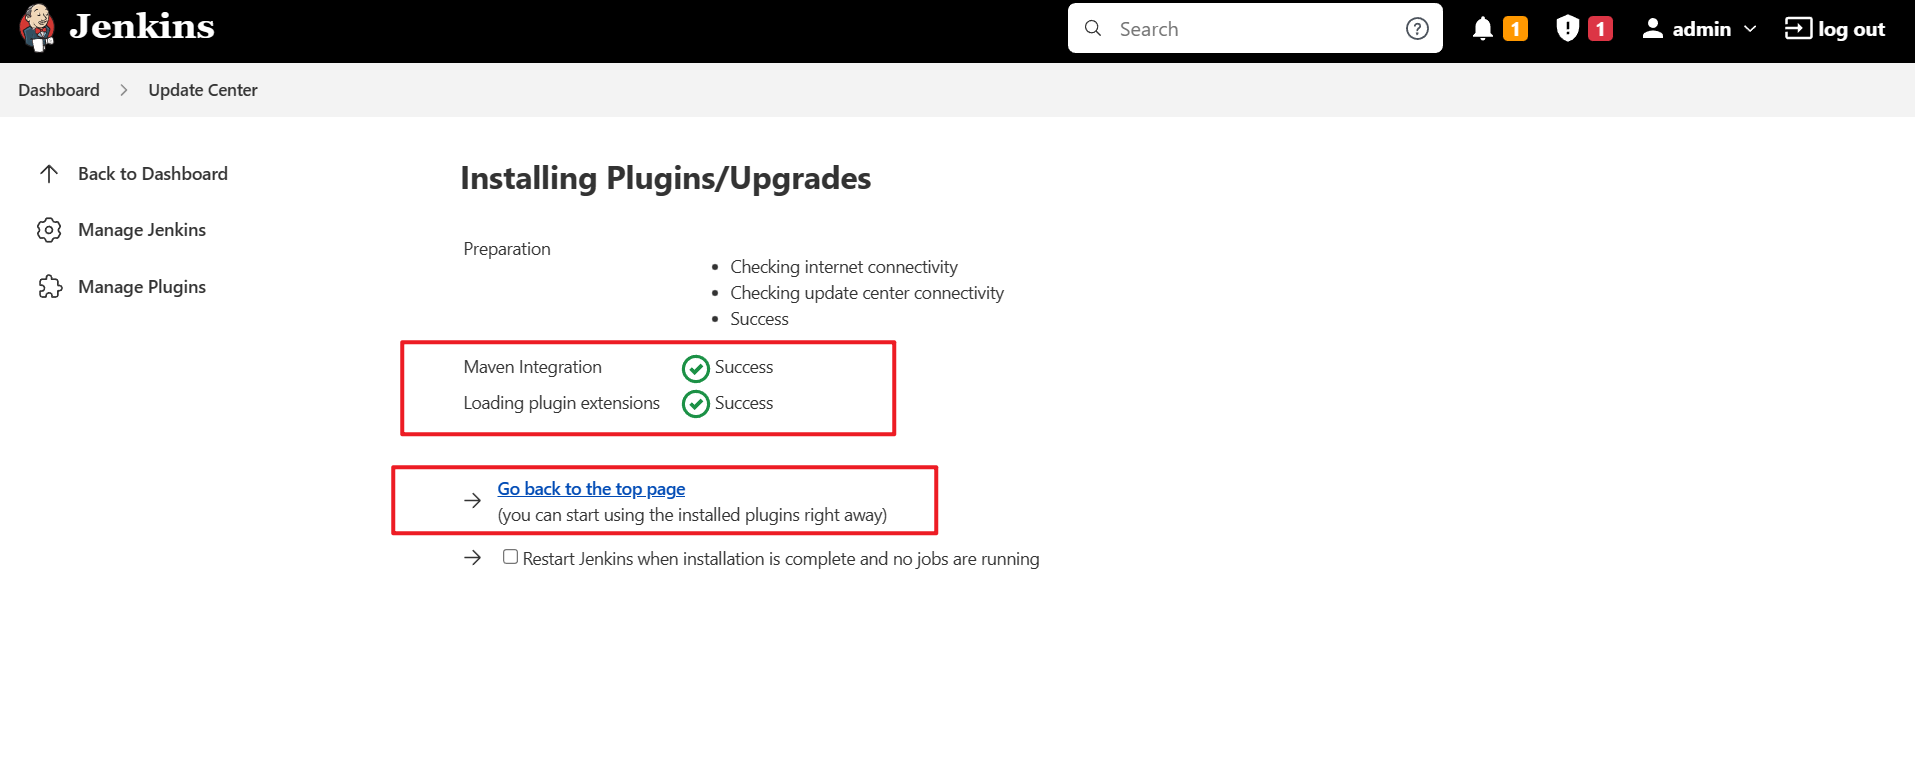 Jenkins
Search
1
1
admin
log out
Dashboard
Update Center
Back to Dashboard
Manage Jenkins
Manage Plugins
Installing Plugins/Upgrades
Preparation
Checking internet connectivity
Checking update center connectivity
Success
Maven Integration Success
Loading plugin extensions Success
Go back to the top page
(you can start using the installed plugins right away)
Restart Jenkins when installation is complete and no jobs are running